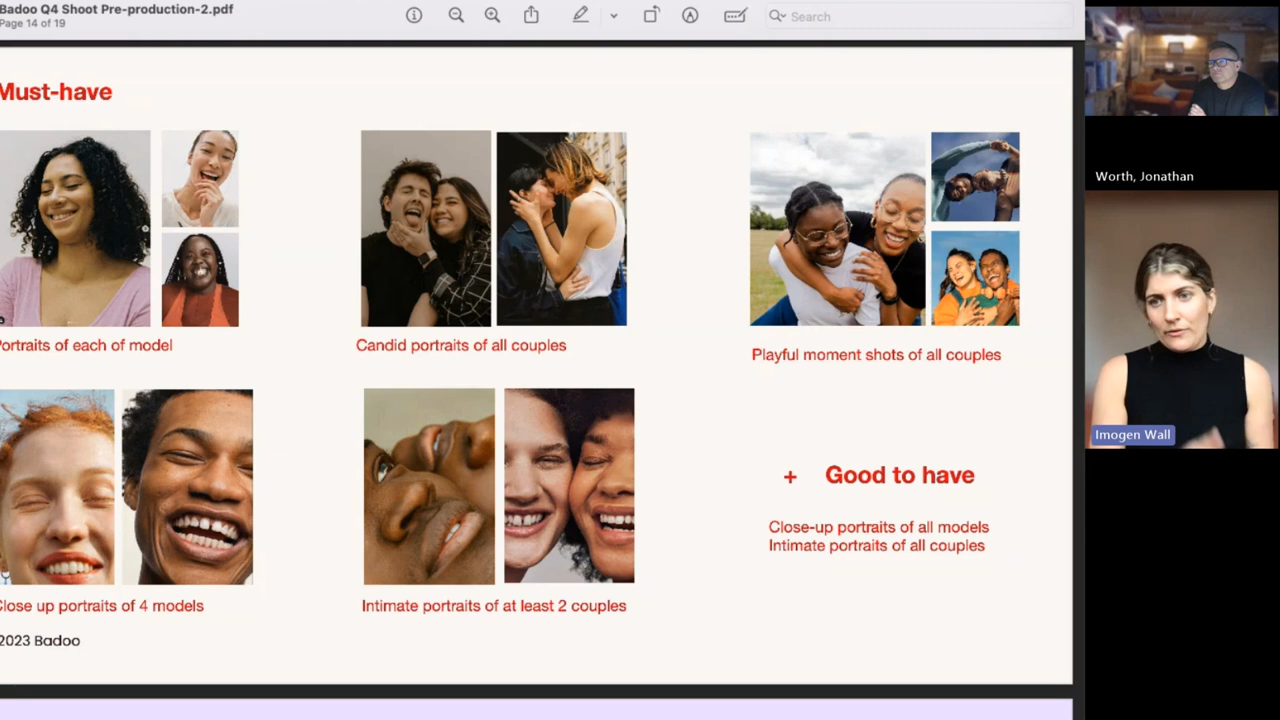 Badoo Q4 Shoot Pre-production-2.pdf
Page 14 of 19
Search
Must-have
Portraits of each of model
Candid portraits of all couples
Playful moment shots of all couples
Close up portraits of 4 models
Intimate portraits of at least 2 couples
+ Good to have
Close-up portraits of all models
Intimate portraits of all couples
2023 Badoo
Worth, Jonathan
Imogen Wall